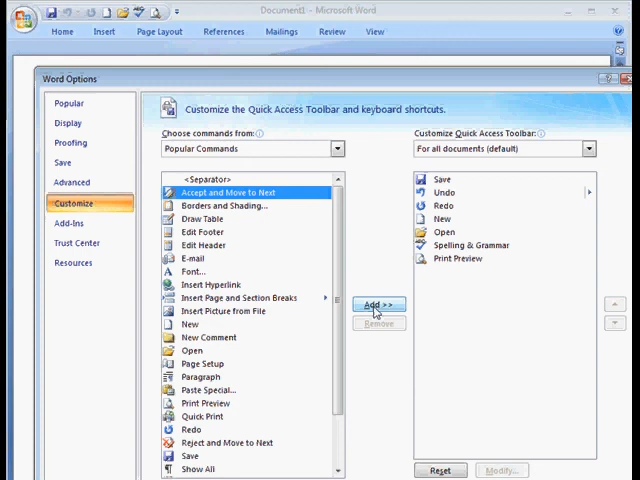 Document1 - Microsoft Word
Home Insert Page Layout References Mailings Review View
Word Options
Popular
Display
Proofing
Save
Advanced
Customize
Add-Ins
Trust Center
Resources
Customize the Quick Access Toolbar and keyboard shortcuts.
Choose commands from:
Popular Commands
<Separator>
Accept and Move to Next
Borders and Shading...
Draw Table
Edit Footer
Edit Header
E-mail
Font...
Insert Hyperlink
Insert Page and Section Breaks
Insert Picture from File
New
New Comment
Open
Page Setup
Paragraph
Paste Special...
Print Preview
Quick Print
Redo
Reject and Move to Next
Save
Show All
Add >>
Remove
Customize Quick Access Toolbar:
For all documents (default)
Save
Undo
Redo
New
Open
Spelling & Grammar
Print Preview
Reset
Modify...